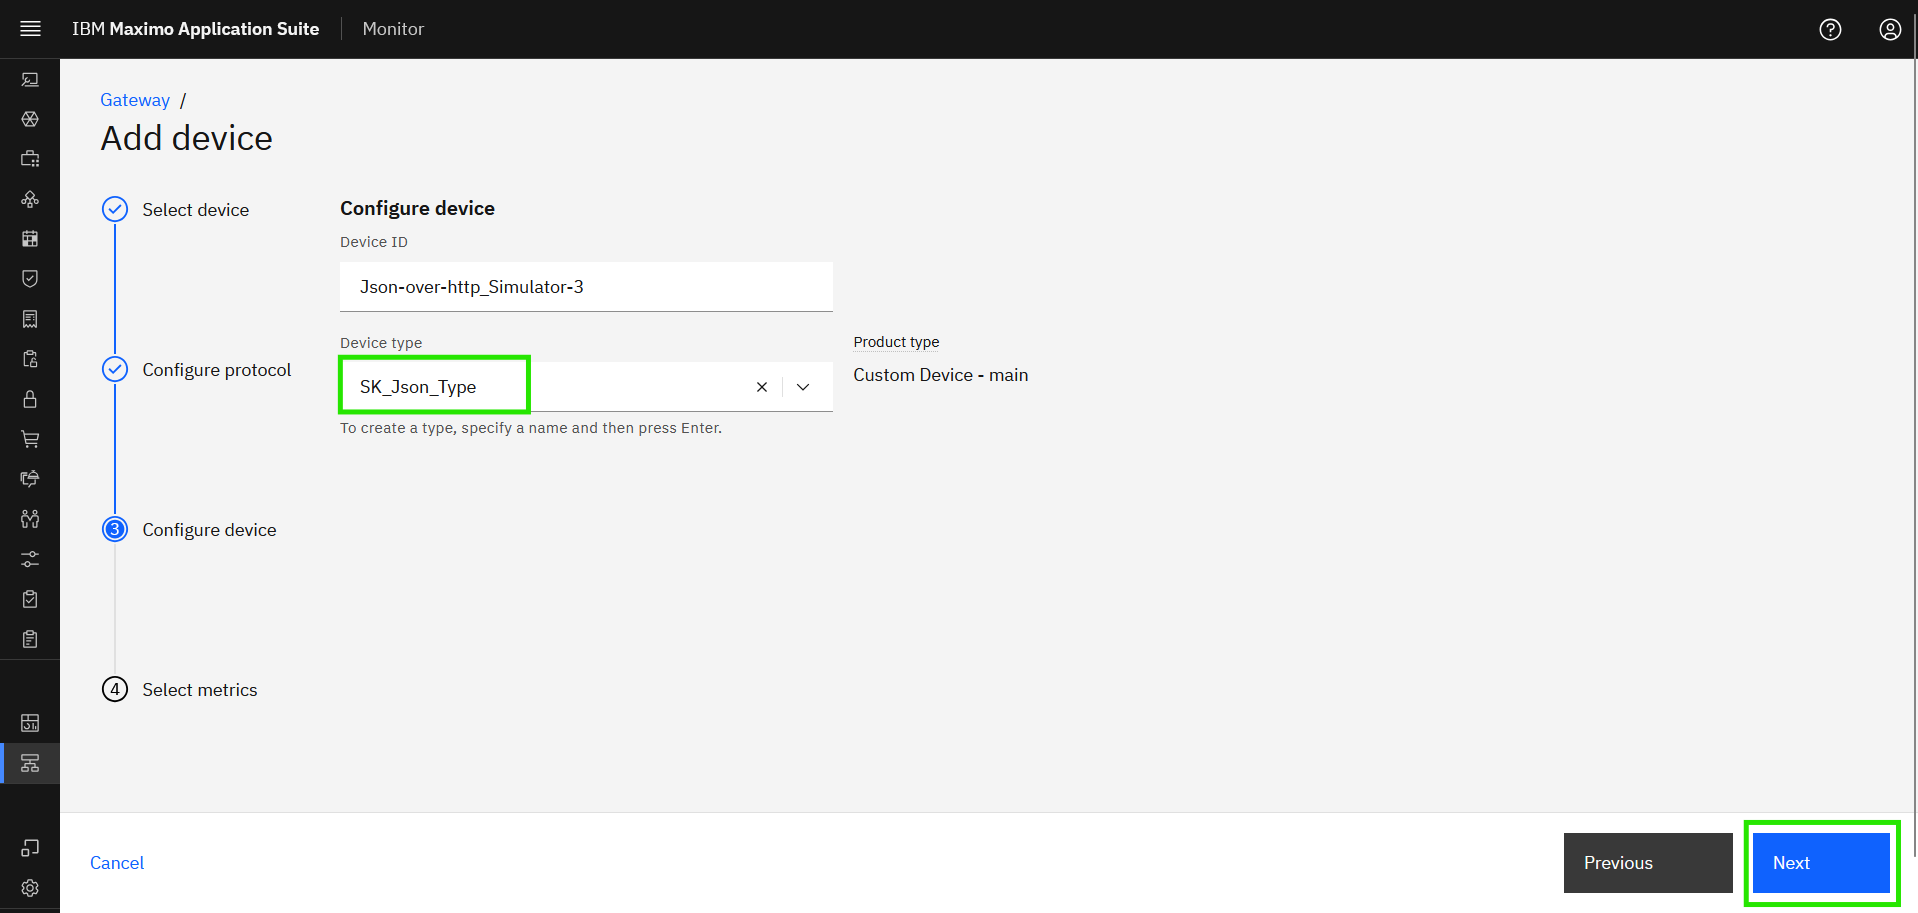 IBM Maximo Application Suite Monitor
Gateway /
Add device
Select device
Configure protocol
3 Configure device
4 Select metrics
Configure device
Device ID
Json-over-http_Simulator-3
Device type
SK_Json_Type
To create a type, specify a name and then press Enter.
Product type
Custom Device - main
Cancel
Previous
Next